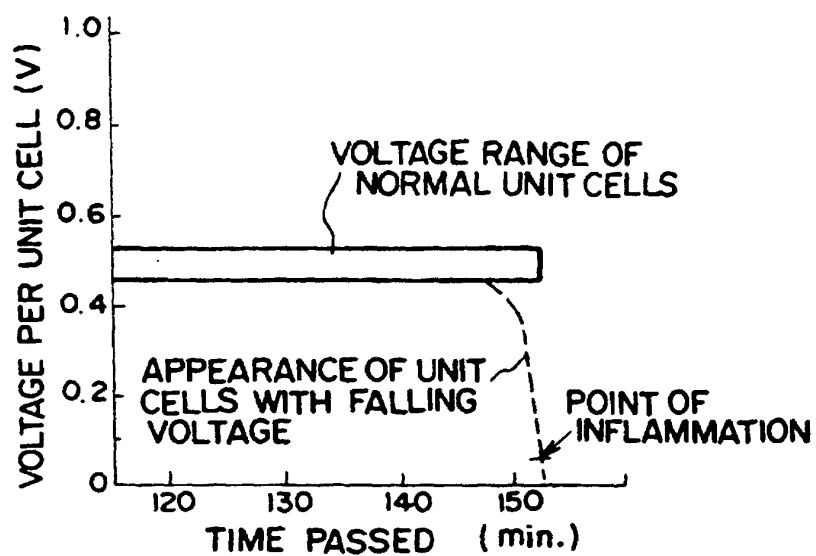 VOLTAGE PER UNIT CELL (V)
1.0
0.8
0.6
0.4
0.2
0
VOLTAGE RANGE OF
NORMAL UNIT CELLS
APPEARANCE OF UNIT
CELLS WITH FALLING
VOLTAGE
POINT OF
INFLAMMATION
120 130 140 150
TIME PASSED (min.)